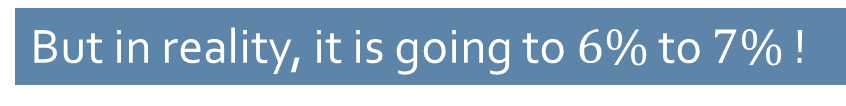 But in reality, it is going to 6% to 7% !